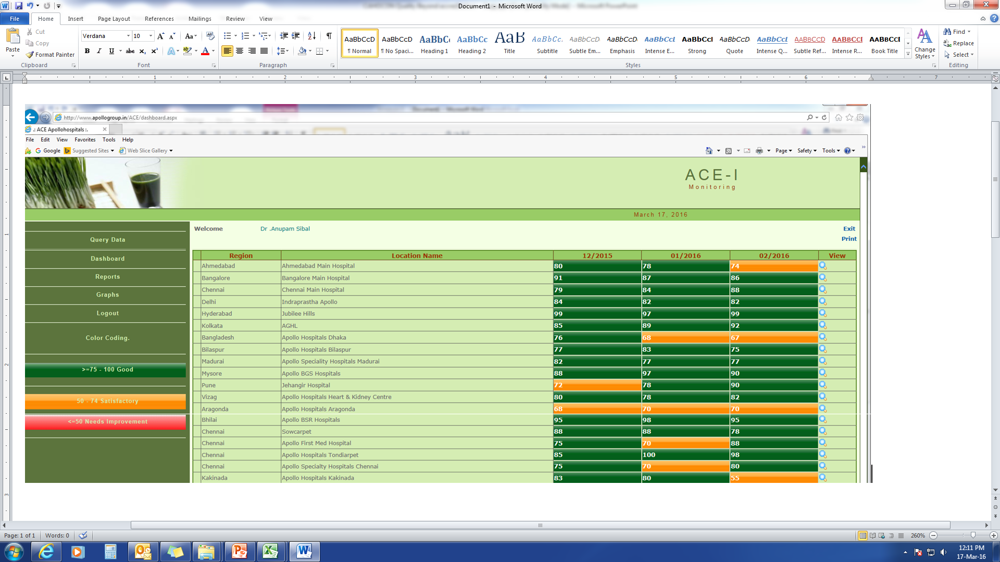 Document1 - Microsoft Word
File Home Insert Page Layout References Mailings Review View
Paste Cut Copy Format Painter
Clipboard
Verdana 10
Font
Paragraph
AaBbCcD AaBbCcD AaBbCc AaBbCc AaB AaBbCc. AaBbCcD AaBbCcD AaBbCcI AaBbCcI AaBbCcD AaBbCcI AABBCCD AABBCCI AABBCCI
¶ Normal ¶ No Spaci... Heading 1 Heading 2 Title Subtitle Subtle Em... Emphasis Intense E... Strong Quote Intense Q... Subtle Ref... Intense R... Book Title
Styles
Change Styles
Find
Replace
Select
Editing
1 2 3 4 5 6 7
http://www.apollogroup.in/ACE/dashboard.aspx
.: ACE Apollohospitals :.
File Edit View Favorites Tools Help
Google Suggested Sites Web Slice Gallery Page Safety Tools
ACE-I
Monitoring
March 17, 2016
Welcome Dr .Anupam Sibal Exit
Print
Query Data
Dashboard
Reports
Graphs
Logout
Color Coding.
>=75 - 100 Good
50 - 74 Satisfactory
<=50 Needs Improvement
Region Location Name 12/2015 01/2016 02/2016 View
Ahmedabad Ahmedabad Main Hospital 80 78 74
Bangalore Bangalore Main Hospital 91 87 86
Chennai Chennai Main Hospital 79 84 88
Delhi Indraprastha Apollo 84 82 82
Hyderabad Jubilee Hills 99 97 99
Kolkata AGHL 85 89 92
Bangladesh Apollo Hospitals Dhaka 76 68 67
Bilaspur Apollo Hospitals Bilaspur 77 83 75
Madurai Apollo Speciality Hospitals Madurai 82 77 77
Mysore Apollo BGS Hospitals 88 97 90
Pune Jehangir Hospital 72 78 90
Vizag Apollo Hospitals Heart & Kidney Centre 80 78 82
Aragonda Apollo Hospitals Aragonda 68 70 70
Bhilai Apollo BSR Hospitals 95 98 95
Chennai Sowcarpet 88 88 78
Chennai Apollo First Med Hospital 75 70 88
Chennai Apollo Hospitals Tondiarpet 85 100 98
Chennai Apollo Specialty Hospitals Chennai 75 70 80
Kakinada Apollo Hospitals Kakinada 83 80 55
Page: 1 of 1 Words: 0 260%
12:11 PM
17-Mar-16